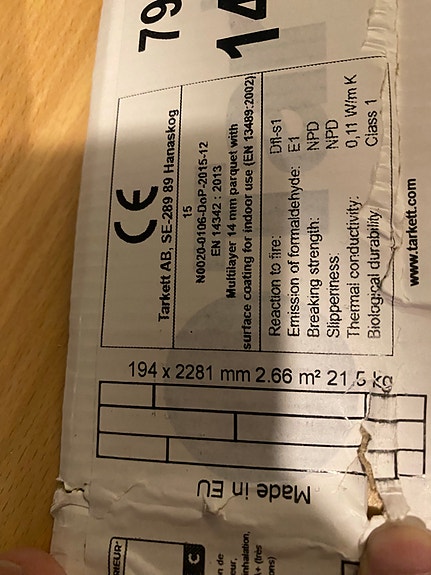 79
14
Tarkett AB, SE-289 89 Hanaskog
15
N0020-0106-DoP-2015-12
EN 14342 : 2013
Multilayer 14 mm parquet with
surface coating for indoor use (EN 13489:2002)
Reaction to fire: Dfl-s1
Emission of formaldehyde: E1
Breaking strength: NPD
Slippenness NPD
Thermal conductivity: 0,11 W/m K
Biological durability Class 1
www.tarkett.com
194 x 2281 mm 2.66 m² 21.5 kg
Made in EU
C